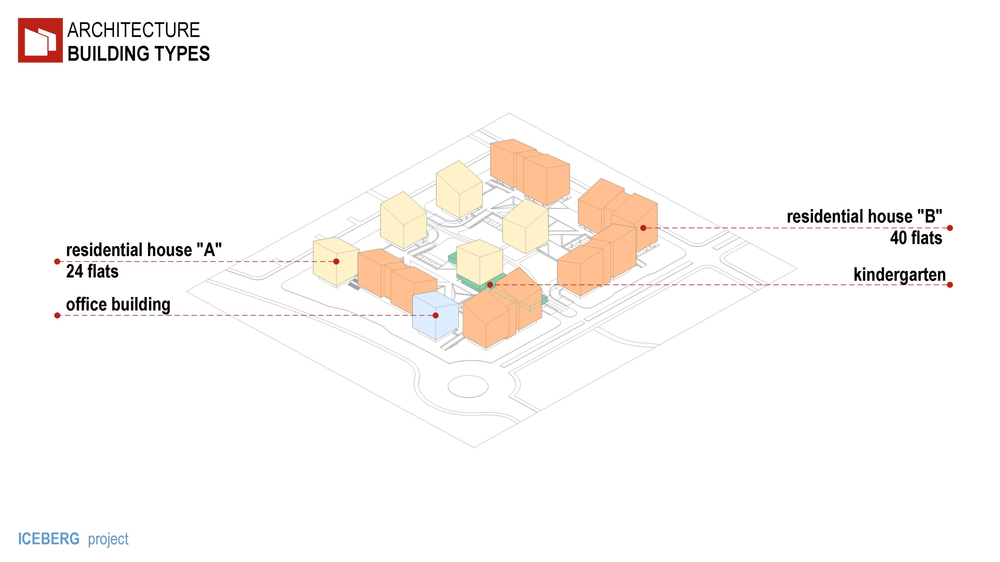 ARCHITECTURE
BUILDING TYPES
residential house "A"
24 flats
office building
residential house "B"
40 flats
kindergarten
ICEBERG project